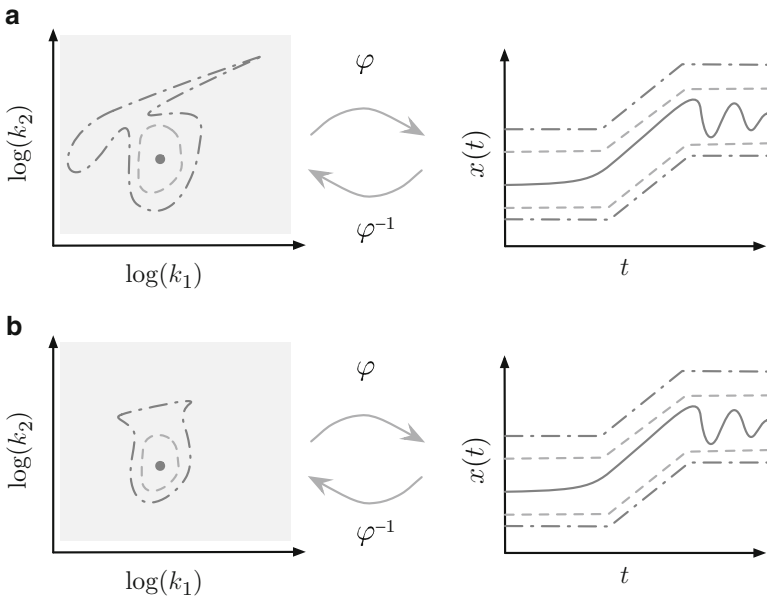 a
log(k₂)
log(k₁)
φ
φ⁻¹
x(t)
t
b
log(k₂)
log(k₁)
φ
φ⁻¹
x(t)
t